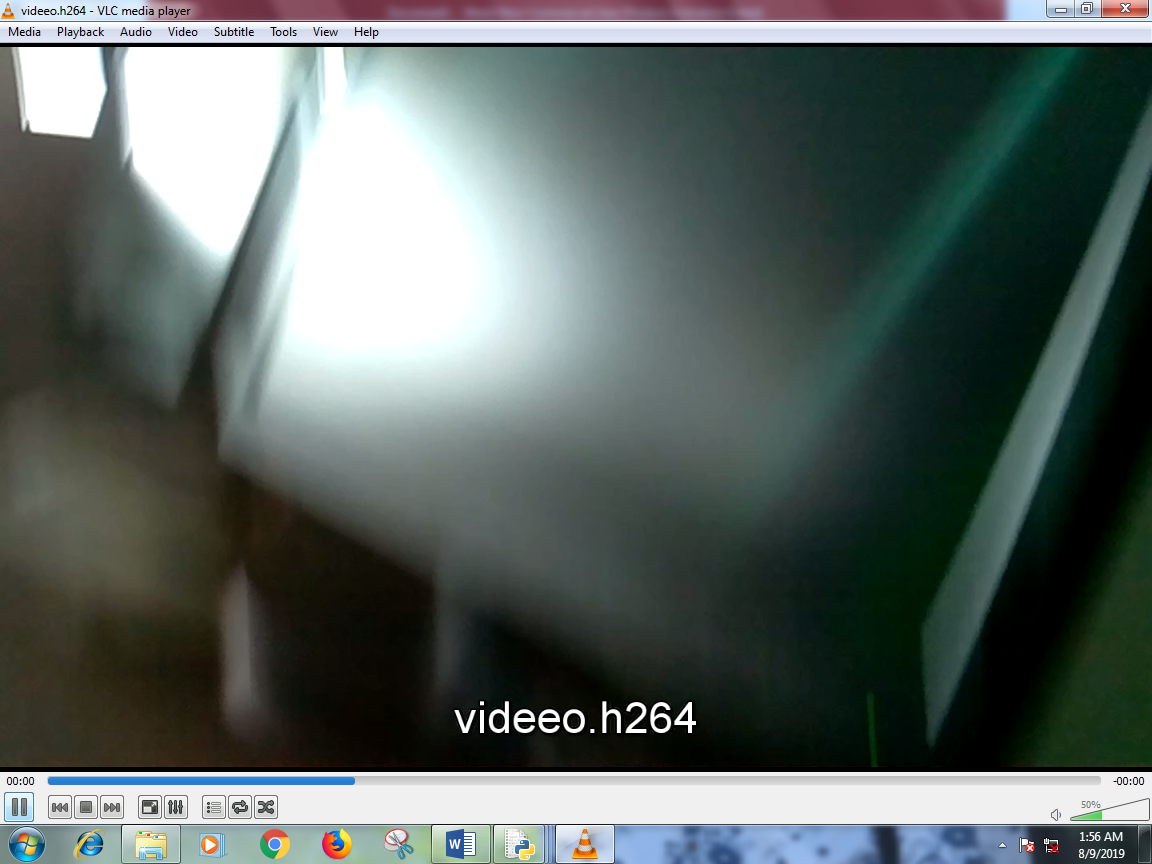 videeo.h264 - VLC media player
Media Playback Audio Video Subtitle Tools View Help
videeo.h264
00:00
-00:00
50%
1:56 AM
8/9/2019